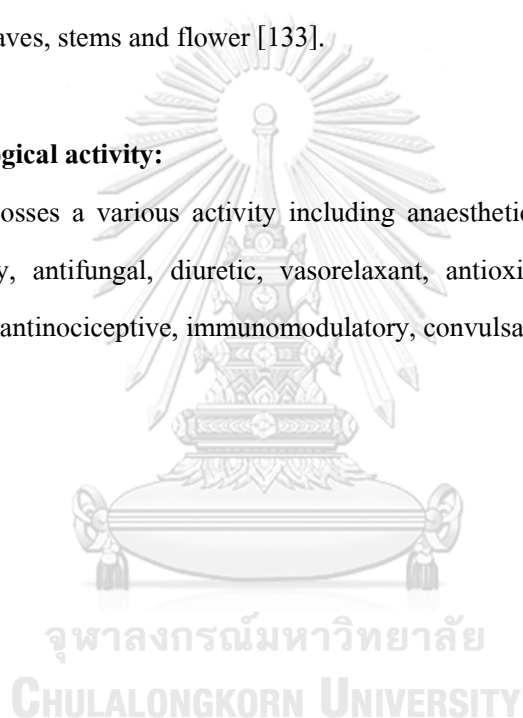 aves, stems and flower [133].
gical activity:
osses a various activity including anaesthetic
y, antifungal, diuretic, vasorelaxant, antioxi
antinociceptive, immunomodulatory, convulsa
จุฬาลงกรณ์มหาวิทยาลัย
CHULALONGKORN UNIVERSITY